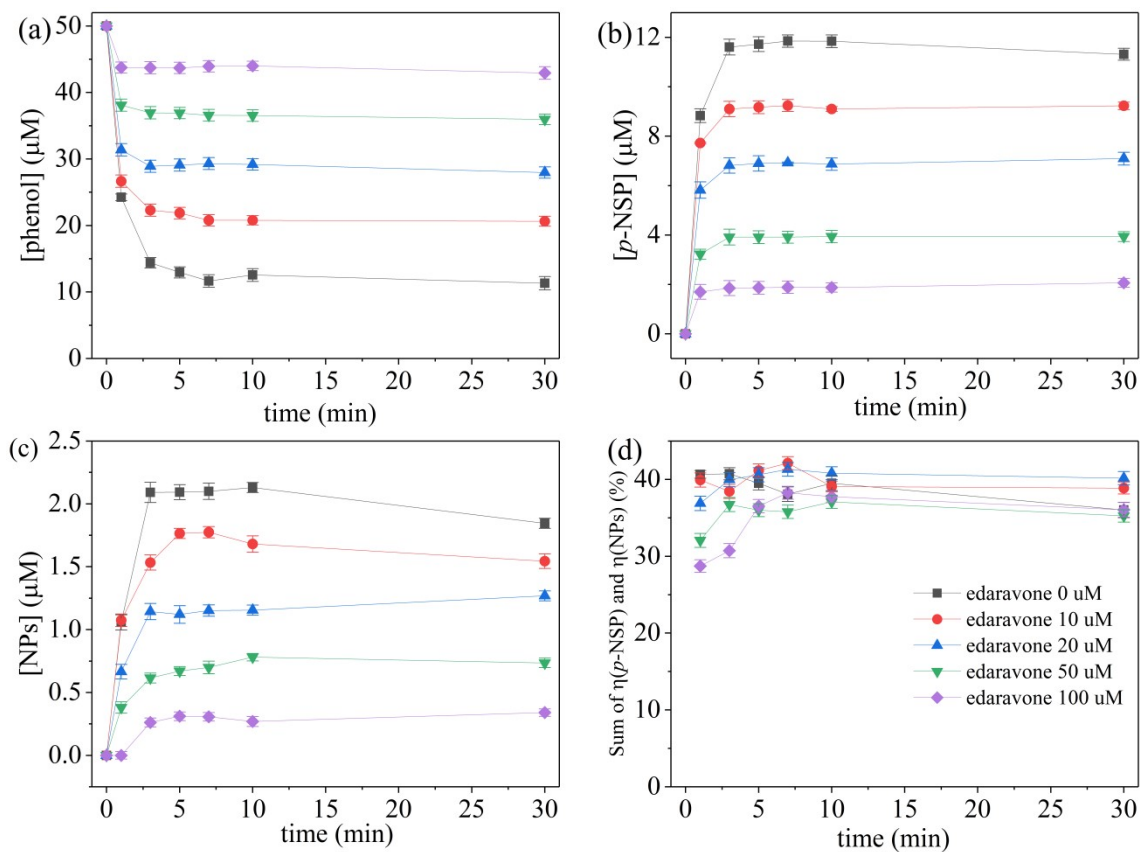 (a)
50
40
30
20
10
0
[phenol] (μM)
0 5 10 15 20 25 30
time (min)
(b)
12
8
4
0
[p-NSP] (μM)
0 5 10 15 20 25 30
time (min)
(c)
2.5
2.0
1.5
1.0
0.5
0.0
[NPs] (μM)
0 5 10 15 20 25 30
time (min)
(d)
40
30
20
10
0
Sum of η(p-NSP) and η(NPs) (%)
edaravone 0 uM
edaravone 10 uM
edaravone 20 uM
edaravone 50 uM
edaravone 100 uM
0 5 10 15 20 25 30
time (min)